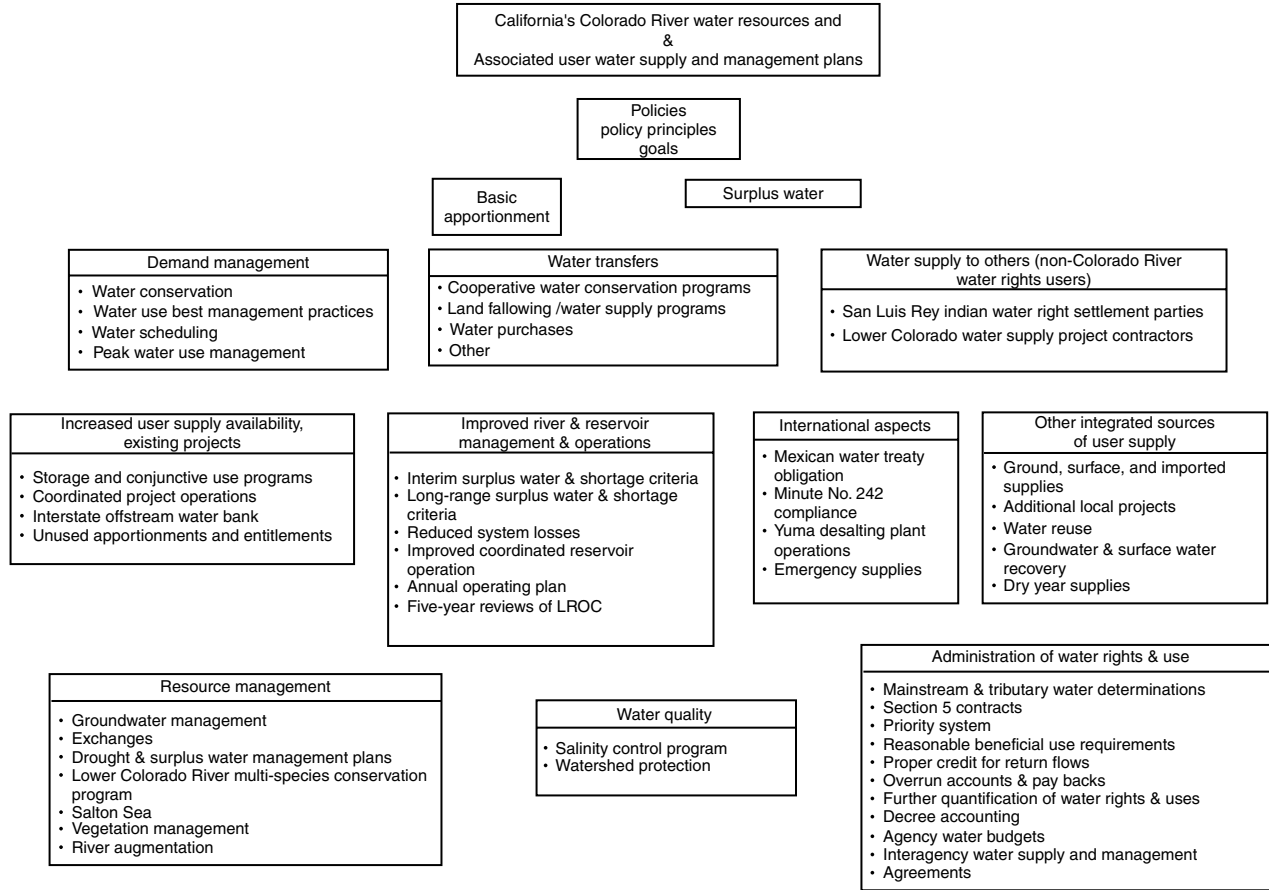 California's Colorado River water resources and
&
Associated user water supply and management plans
Policies
policy principles
goals
Basic
apportionment
Surplus water
Demand management
• Water conservation
• Water use best management practices
• Water scheduling
• Peak water use management
Water transfers
• Cooperative water conservation programs
• Land fallowing /water supply programs
• Water purchases
• Other
Water supply to others (non-Colorado River
water rights users)
• San Luis Rey indian water right settlement parties
• Lower Colorado water supply project contractors
Increased user supply availability,
existing projects
• Storage and conjunctive use programs
• Coordinated project operations
• Interstate offstream water bank
• Unused apportionments and entitlements
Improved river & reservoir
management & operations
• Interim surplus water & shortage criteria
• Long-range surplus water & shortage
criteria
• Reduced system losses
• Improved coordinated reservoir
operation
• Annual operating plan
• Five-year reviews of LROC
International aspects
• Mexican water treaty
obligation
• Minute No. 242
compliance
• Yuma desalting plant
operations
• Emergency supplies
Other integrated sources
of user supply
• Ground, surface, and imported
supplies
• Additional local projects
• Water reuse
• Groundwater & surface water
recovery
• Dry year supplies
Resource management
• Groundwater management
• Exchanges
• Drought & surplus water management plans
• Lower Colorado River multi-species conservation
program
• Salton Sea
• Vegetation management
• River augmentation
Water quality
• Salinity control program
• Watershed protection
Administration of water rights & use
• Mainstream & tributary water determinations
• Section 5 contracts
• Priority system
• Reasonable beneficial use requirements
• Proper credit for return flows
• Overrun accounts & pay backs
• Further quantification of water rights & uses
• Decree accounting
• Agency water budgets
• Interagency water supply and management
• Agreements